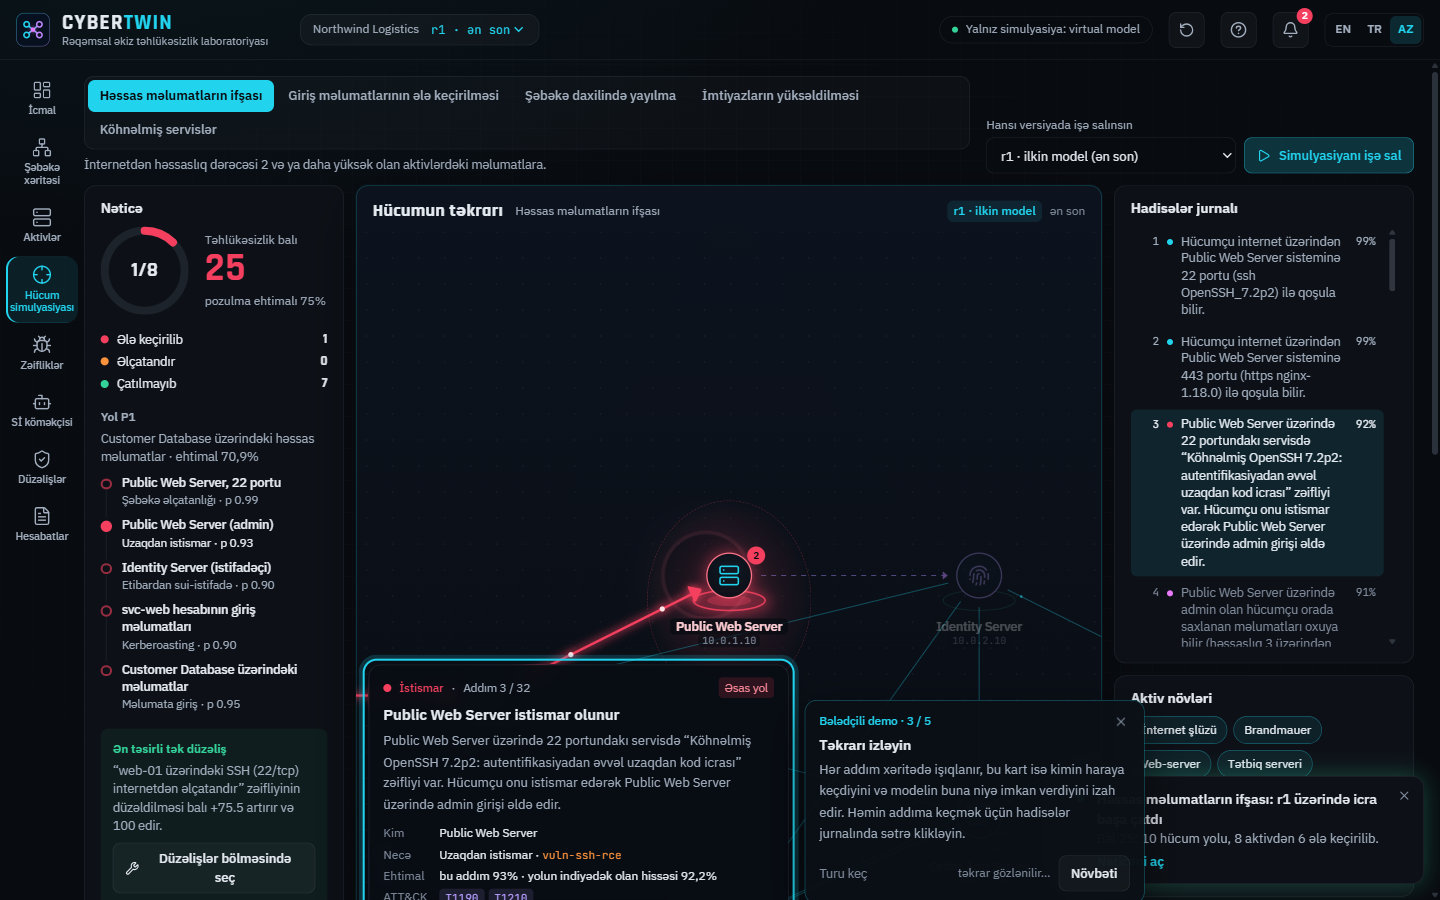 CYBERTWIN
Rəqəmsal əkiz təhlükəsizlik laboratoriyası
Northwind Logistics r1 · ən son
Yalnız simulyasiya: virtual model
2
EN TR AZ
İcmal
Şəbəkə
xəritəsi
Aktivlər
Hücum
simulyasiyası
Zəifliklər
Sİ köməkçisi
Düzəlişlər
Hesabatlar
Həssas məlumatların ifşası
Giriş məlumatlarının ələ keçirilməsi
Şəbəkə daxilində yayılma
İmtiyazların yüksəldilməsi
Köhnəlmiş servislər
İnternetdən həssaslıq dərəcəsi 2 və ya daha yüksək olan aktivlərdəki məlumatlara.
Hansı versiyada işə salınsın
r1 · ilkin model (ən son)
Simulyasiyanı işə sal
Nəticə
1/8
Təhlükəsizlik balı
25
pozulma ehtimalı 75%
Ələ keçirilib 1
Əlçatandır 0
Çatılmayıb 7
Yol P1
Customer Database üzərindəki həssas
məlumatlar · ehtimal 70,9%
Public Web Server, 22 portu
Şəbəkə əlçatanlığı · p 0.99
Public Web Server (admin)
Uzaqdan istismar · p 0.93
Identity Server (istifadəçi)
Etibardan sui-istifadə · p 0.90
svc-web hesabının giriş
məlumatları
Kerberoasting · p 0.90
Customer Database üzərindəki
məlumatlar
Məlumata giriş · p 0.95
Ən təsirli tək düzəliş
“web-01 üzərindəki SSH (22/tcp)
internetdən əlçatandır” zəifliyinin
düzəldilməsi balı +75.5 artırır və
100 edir.
Düzəlişlər bölməsində
seç
Hücumun təkrarı Həssas məlumatların ifşası
r1 · ilkin model ən son
2
Public Web Server
10.0.1.10
Identity Server
10.0.2.10
İstismar · Addım 3 / 32
Əsas yol
Public Web Server istismar olunur
Public Web Server üzərində 22 portundakı servisdə “Köhnəlmiş
OpenSSH 7.2p2: autentifikasiyadan əvvəl uzaqdan kod icrası”
zəifliyi var. Hücumçu onu istismar edərək Public Web Server
üzərində admin girişi əldə edir.
Kim Public Web Server
Necə Uzaqdan istismar · vuln-ssh-rce
Ehtimal bu addım 93% · yolun indiyədək olan hissəsi 92,2%
ATT&CK T1190 T1210
Bələdçili demo · 3 / 5
Təkrarı izləyin
Hər addım xəritədə işıqlanır, bu kart isə kimin haraya
keçdiyini və modelin buna niyə imkan verdiyini izah
edir. Həmin addıma keçmək üçün hadisələr
jurnalında sətrə klikləyin.
Turu keç
təkrar gözlənilir...
Növbəti
Hadisələr jurnalı
1 Hücumçu internet üzərindən 99%
Public Web Server sisteminə
22 portu (ssh
OpenSSH_7.2p2) ilə qoşula
bilir.
2 Hücumçu internet üzərindən 99%
Public Web Server sisteminə
443 portu (https nginx-
1.18.0) ilə qoşula bilir.
3 Public Web Server üzərində 92%
22 portundakı servisdə
“Köhnəlmiş OpenSSH 7.2p2:
autentifikasiyadan əvvəl
uzaqdan kod icrası” zəifliyi
var. Hücumçu onu istismar
edərək Public Web Server
üzərində admin girişi əldə
edir.
4 Public Web Server üzərində 91%
admin olan hücumçu orada
saxlanan məlumatları oxuya
bilir (həssaslıq 3 üzərindən
Aktiv növləri
İnternet şlüzü
Brandmauer
Web-server
Tətbiq serveri
məlumatların ifşası: r1 üzərində icra
10 hücum yolu, 8 aktivdən 6 ələ keçirilib.
aç